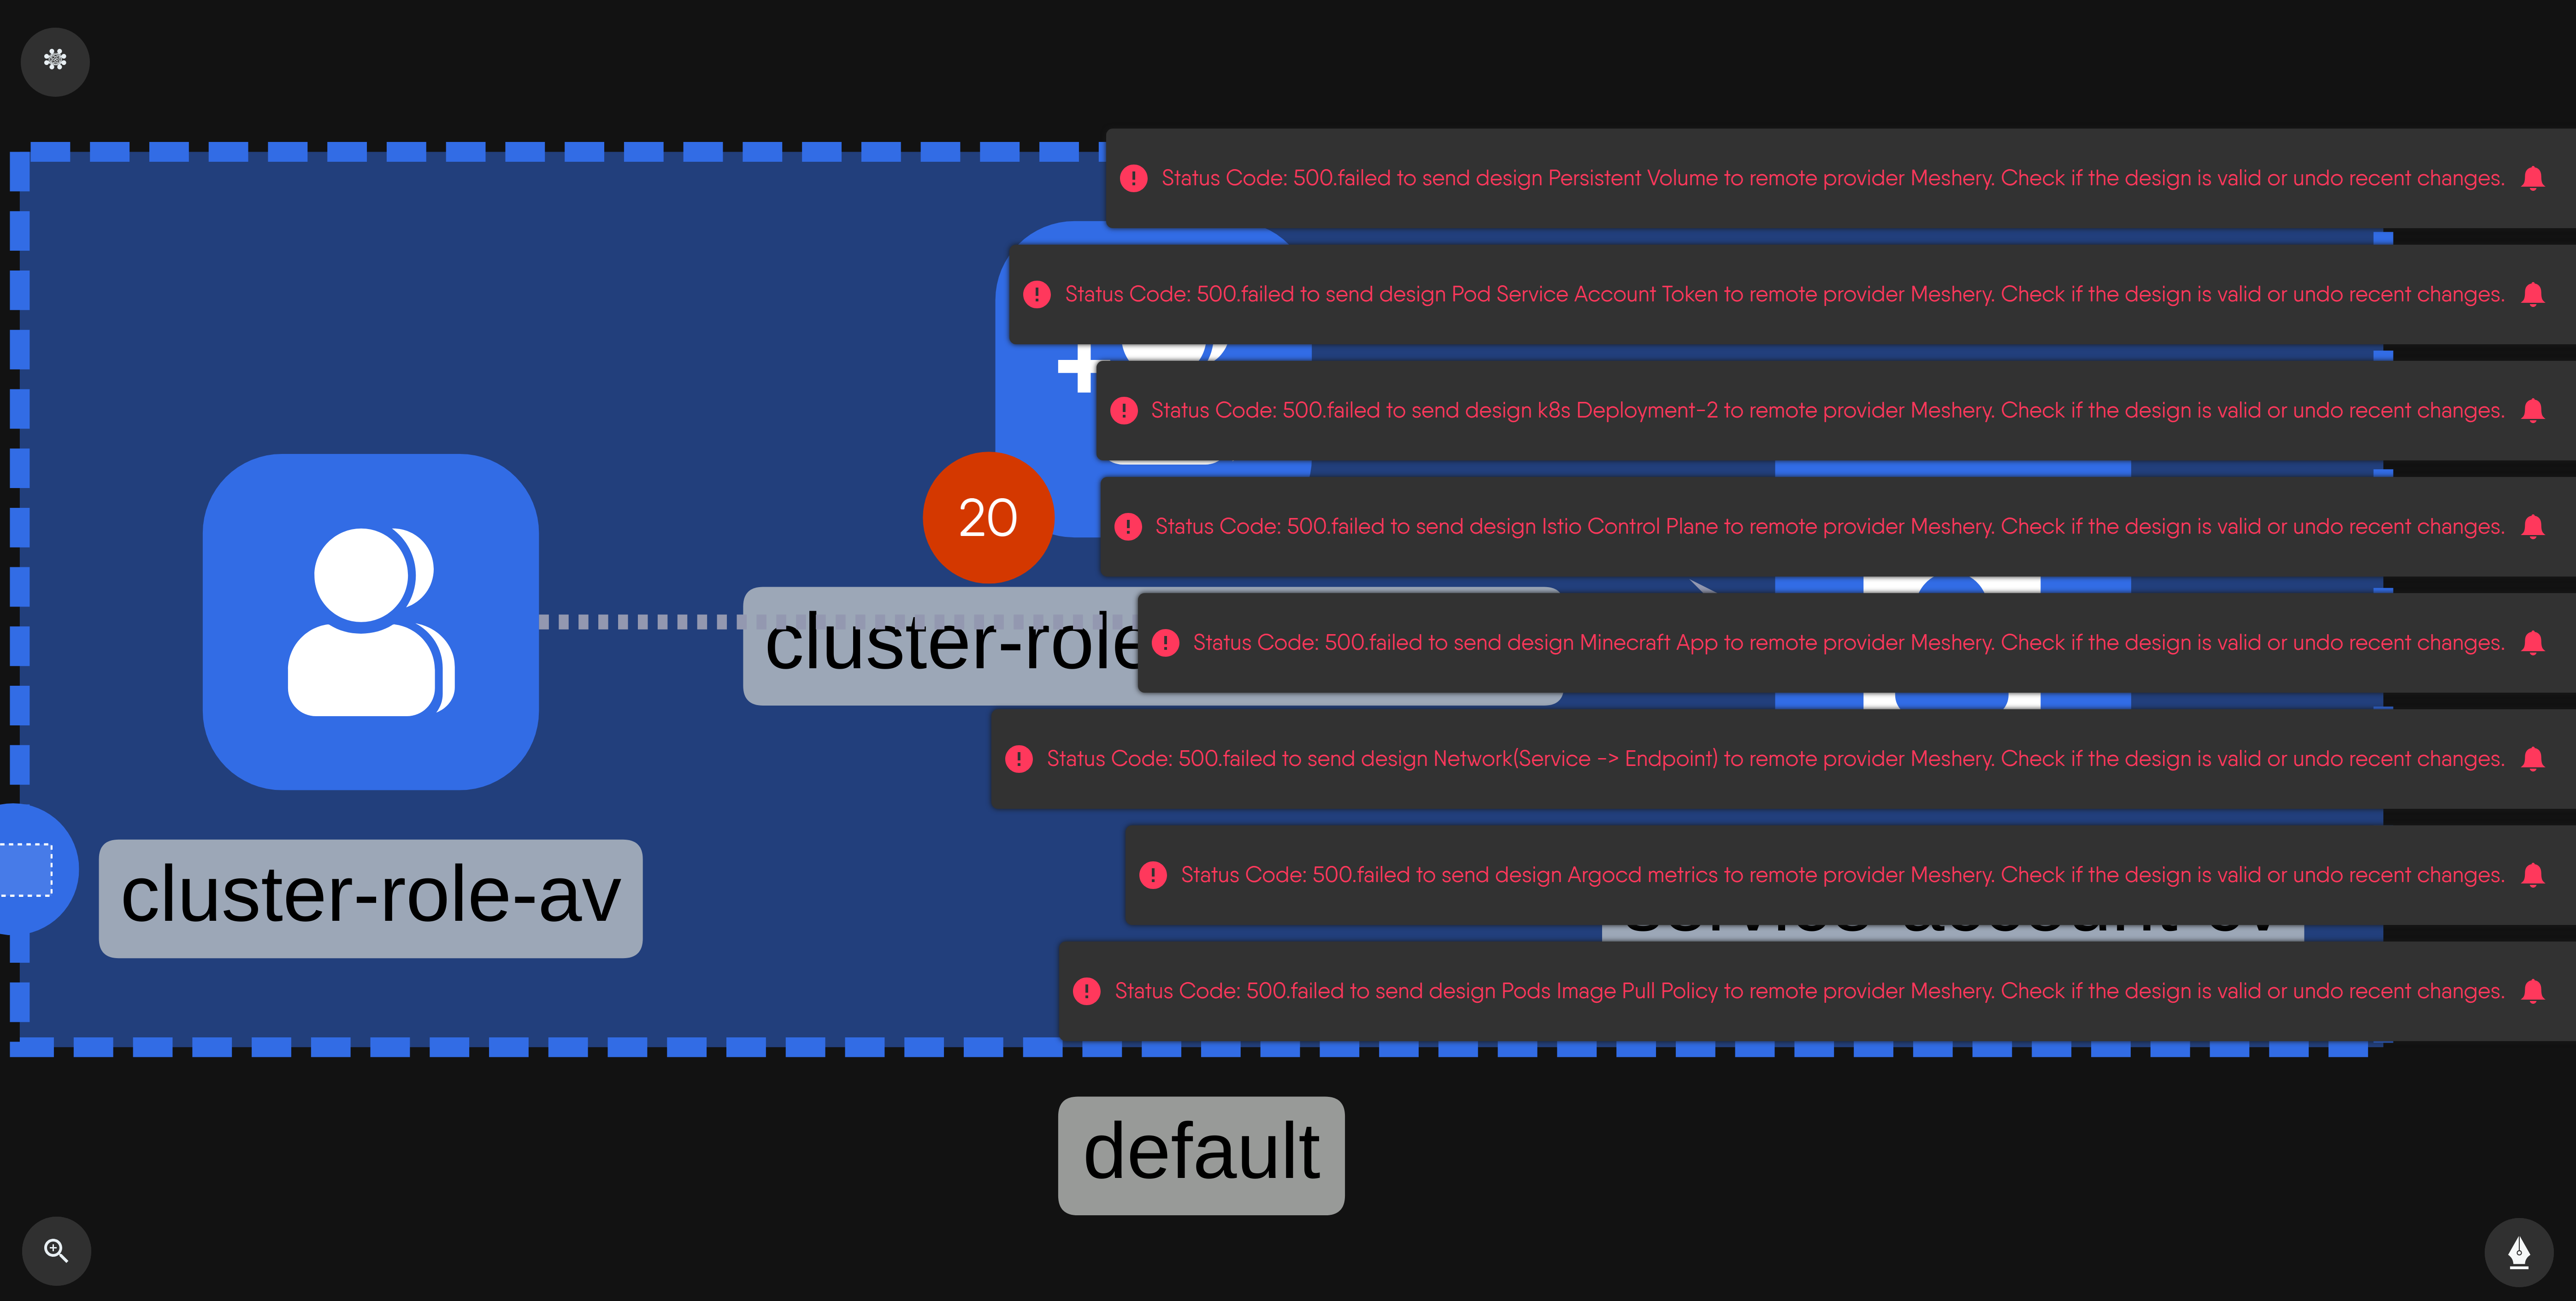 Status Code: 500.failed to send design Persistent Volume to remote provider Meshery. Check if the design is valid or undo recent changes.
Status Code: 500.failed to send design Pod Service Account Token to remote provider Meshery. Check if the design is valid or undo recent changes.
Status Code: 500.failed to send design k8s Deployment-2 to remote provider Meshery. Check if the design is valid or undo recent changes.
20
Status Code: 500.failed to send design Istio Control Plane to remote provider Meshery. Check if the design is valid or undo recent changes.
cluster-role
Status Code: 500.failed to send design Minecraft App to remote provider Meshery. Check if the design is valid or undo recent changes.
Status Code: 500.failed to send design Network(Service -> Endpoint) to remote provider Meshery. Check if the design is valid or undo recent changes.
Status Code: 500.failed to send design Argocd metrics to remote provider Meshery. Check if the design is valid or undo recent changes.
cluster-role-av
Status Code: 500.failed to send design Pods Image Pull Policy to remote provider Meshery. Check if the design is valid or undo recent changes.
default